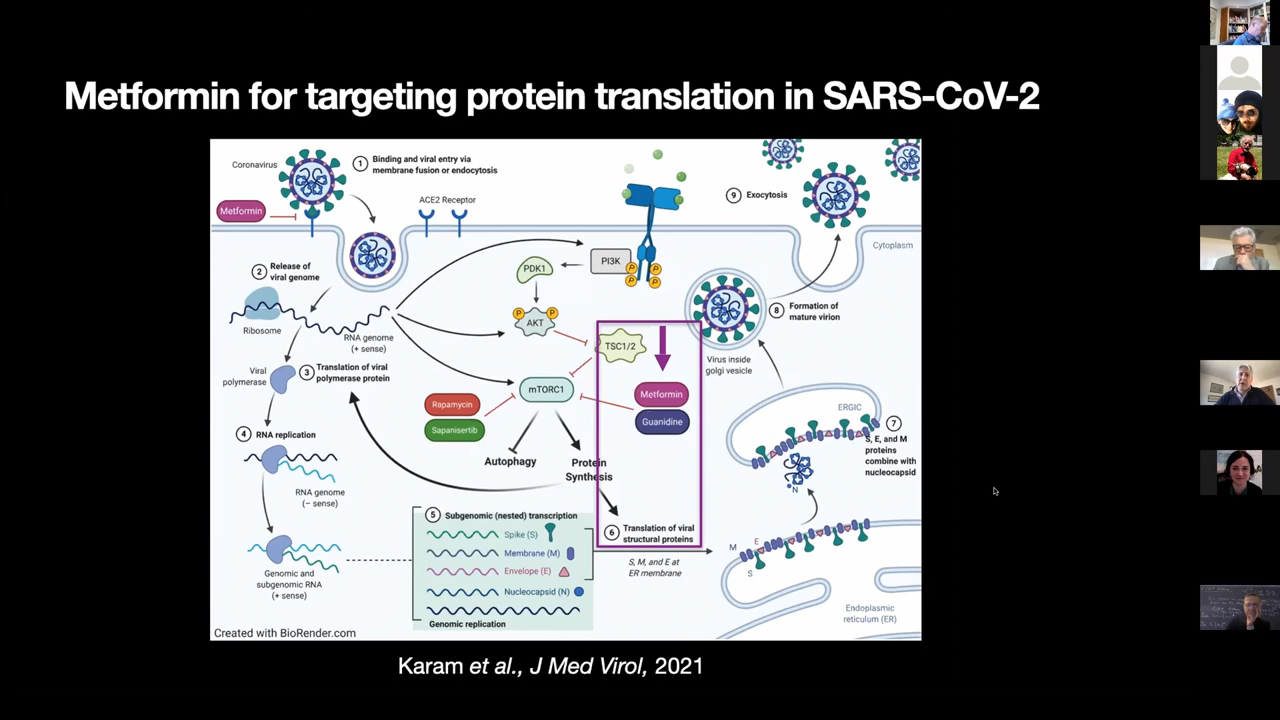 Metformin for targeting protein translation in SARS-CoV-2
Coronavirus
1
Binding and viral entry via
membrane fusion or endocytosis
Metformin
ACE2 Receptor
9
Exocytosis
Cytoplasm
2
Release of
viral genome
Ribosome
RNA genome
(+ sense)
PDK1
PI3K
P
P
P
P
P
P
AKT
TSC1/2
8
Formation of
mature virion
Virus inside
golgi vesicle
Viral
polymerase
3
Translation of viral
polymerase protein
mTORC1
Rapamycin
Sapanisertib
Metformin
Guanidine
4
RNA replication
RNA genome
(– sense)
Autophagy
Protein
Synthesis
ERGIC
7
S, E, and M
proteins
combine with
nucleocapsid
N
5
Subgenomic (nested) transcription
Spike (S)
Membrane (M)
Envelope (E)
Nucleocapsid (N)
Genomic replication
6
Translation of viral
structural proteins
S, M, and E at
ER membrane
M
E
S
Genomic and
subgenomic RNA
(+ sense)
Endoplasmic
reticulum (ER)
Created with BioRender.com
Karam et al., J Med Virol, 2021